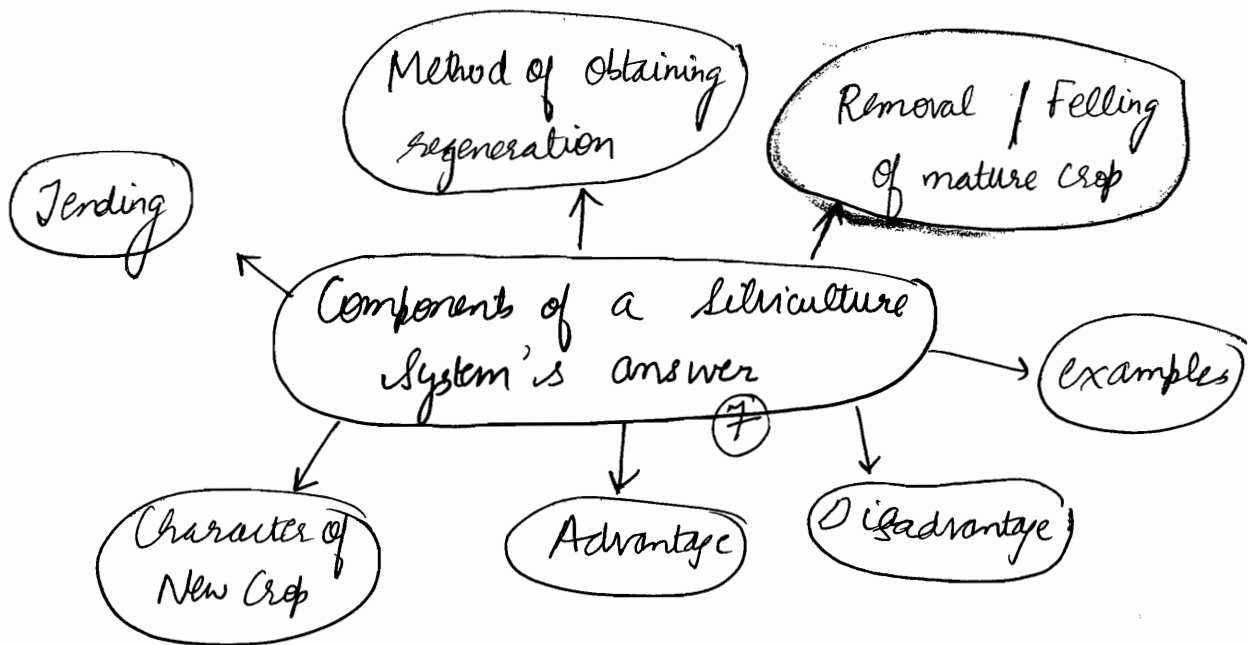 Method of obtaining
regeneration
Removal / Felling
of mature crop
Tending
Components of a Silviculture
System's answer
7
examples
Character of
New Crop
Advantage
Disadvantage